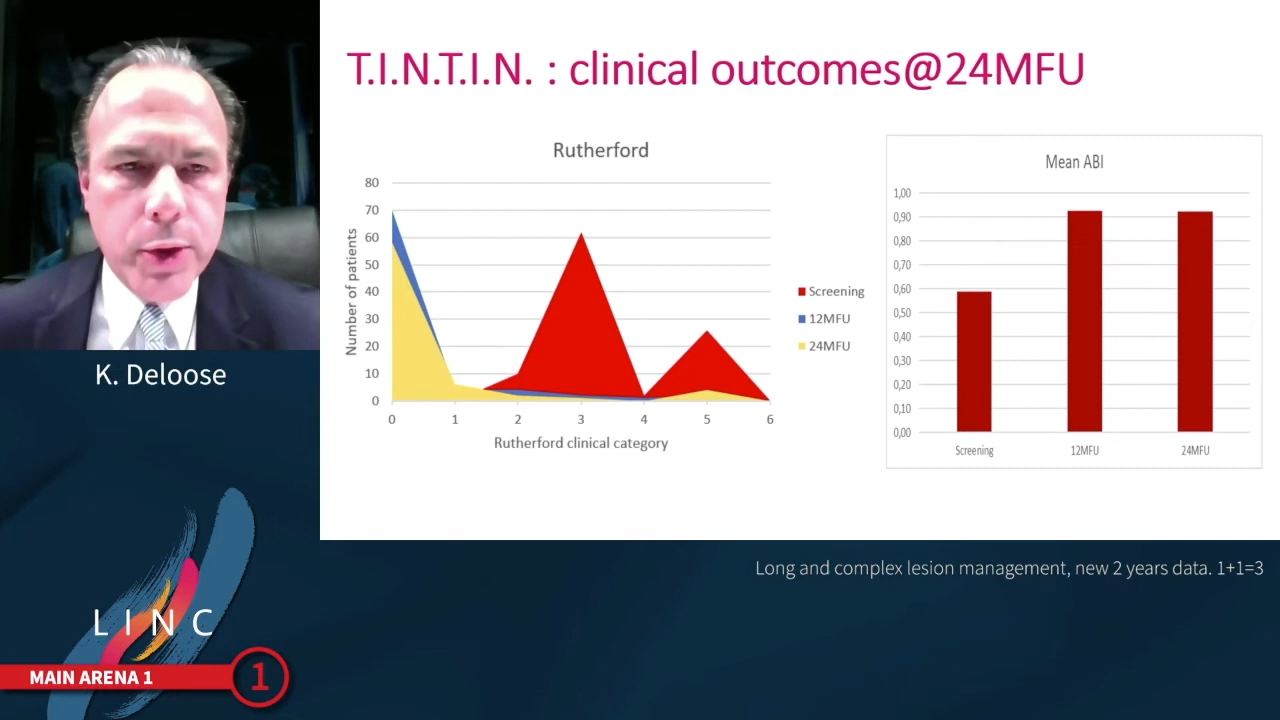 T.I.N.T.I.N. : clinical outcomes@24MFU
Rutherford
80
70
60
50
40
30
20
10
0
Number of patients
0 1 2 3 4 5 6
Rutherford clinical category
Screening
12MFU
24MFU
Mean ABI
1,00
0,90
0,80
0,70
0,60
0,50
0,40
0,30
0,20
0,10
0,00
Screening 12MFU 24MFU
K. Deloose
Long and complex lesion management, new 2 years data. 1+1=3
LINC
MAIN ARENA 1
1